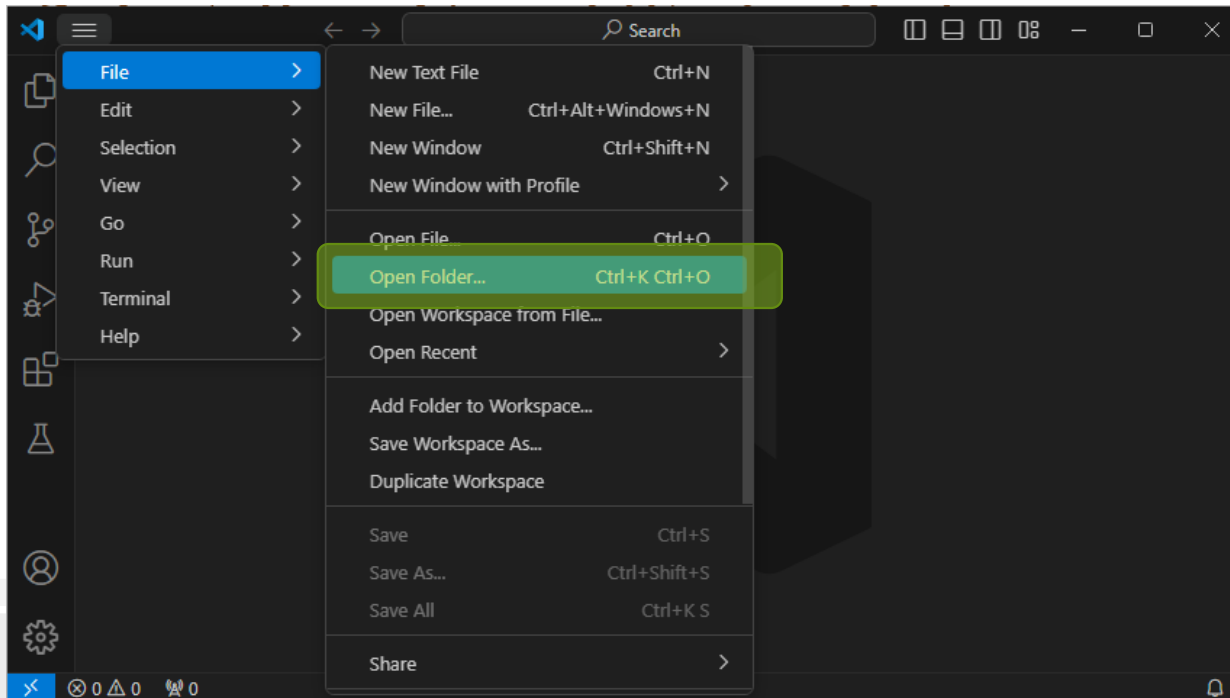 Search
File
Edit
Selection
View
Go
Run
Terminal
Help
New Text File Ctrl+N
New File... Ctrl+Alt+Windows+N
New Window Ctrl+Shift+N
New Window with Profile
Open File... Ctrl+O
Open Folder... Ctrl+K Ctrl+O
Open Workspace from File...
Open Recent
Add Folder to Workspace...
Save Workspace As...
Duplicate Workspace
Save Ctrl+S
Save As... Ctrl+Shift+S
Save All Ctrl+K S
Share
0 0 0